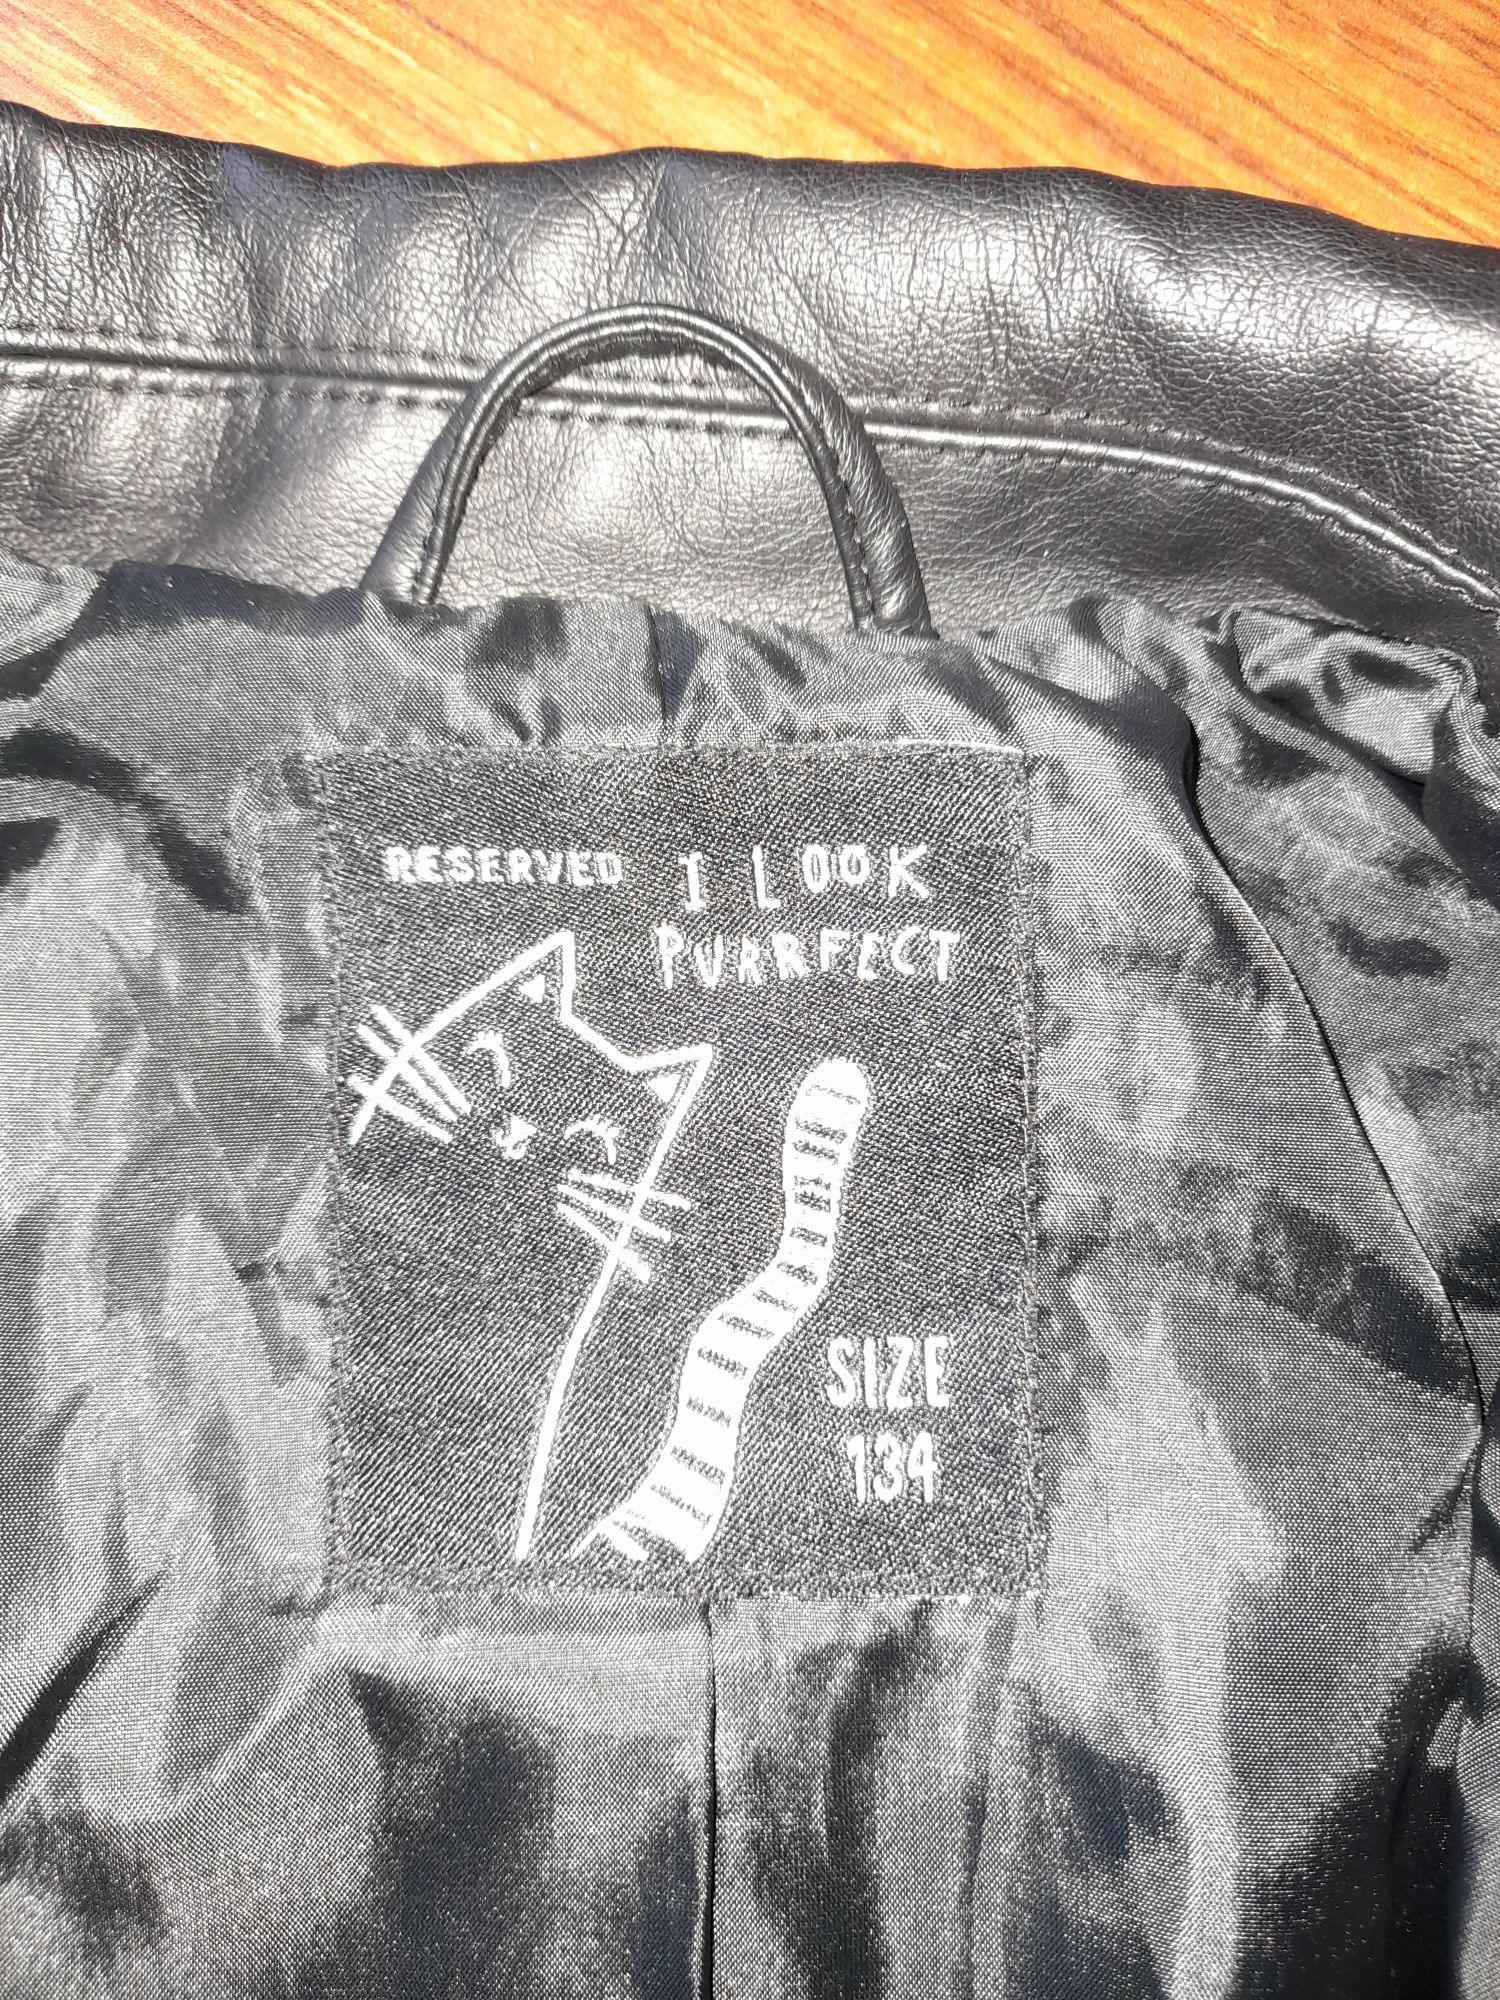 RESERVED I LOOK
PURRFECT
SIZE
134